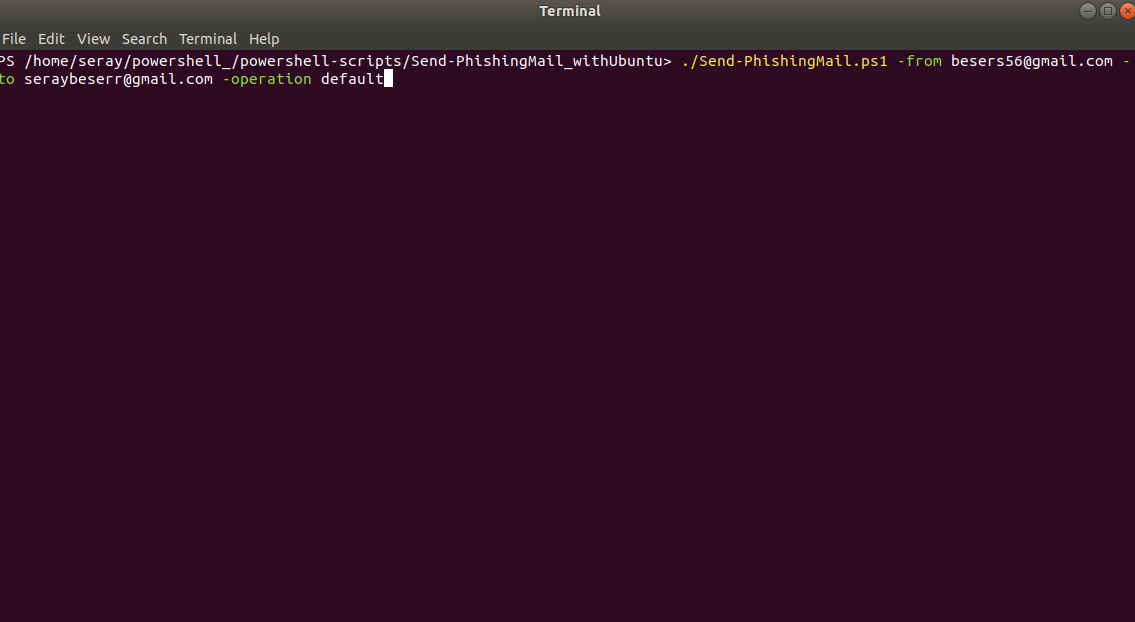 Terminal
File Edit View Search Terminal Help
PS /home/seray/powershell_/powershell-scripts/Send-PhishingMail_withUbuntu> ./Send-PhishingMail.ps1 -from besers56@gmail.com -
to seraybeserr@gmail.com -operation default